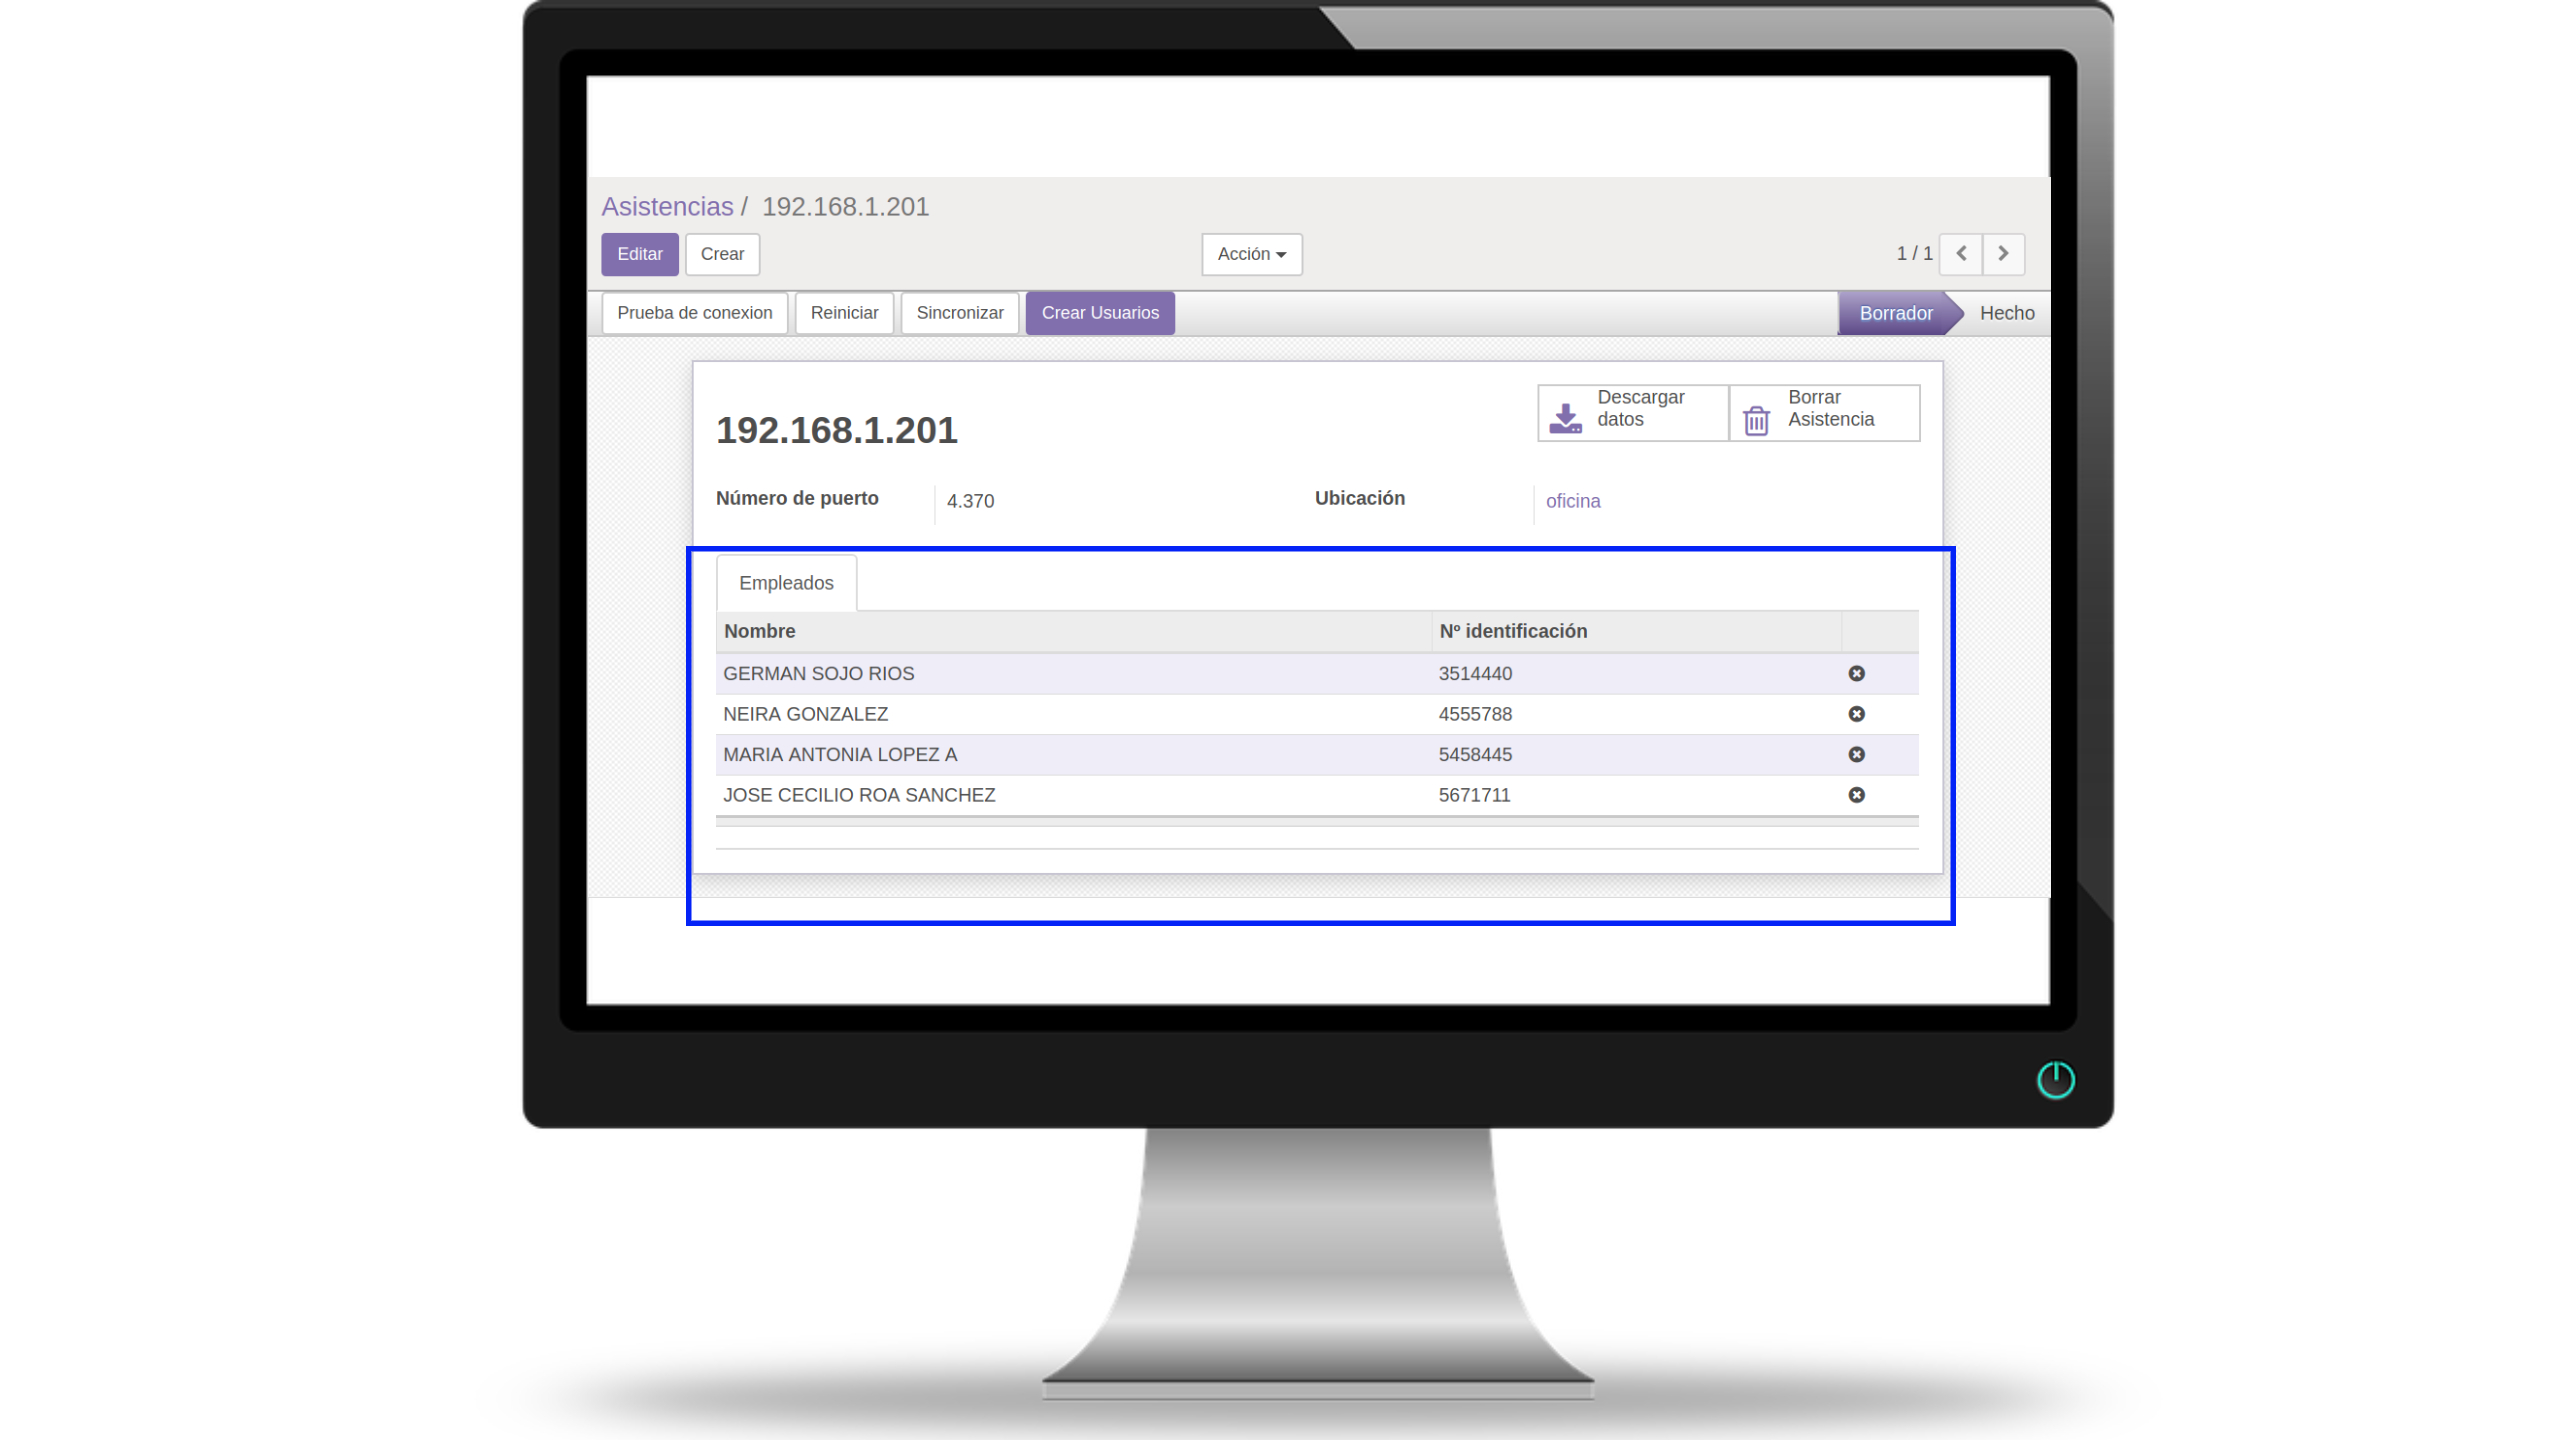 Asistencias / 192.168.1.201
Editar Crear Acción 1 / 1
Prueba de conexion Reiniciar Sincronizar Crear Usuarios Borrador Hecho
192.168.1.201
Descargar datos
Borrar Asistencia
Número de puerto 4.370 Ubicación oficina
Empleados
Nombre Nº identificación
GERMAN SOJO RIOS 3514440
NEIRA GONZALEZ 4555788
MARIA ANTONIA LOPEZ A 5458445
JOSE CECILIO ROA SANCHEZ 5671711